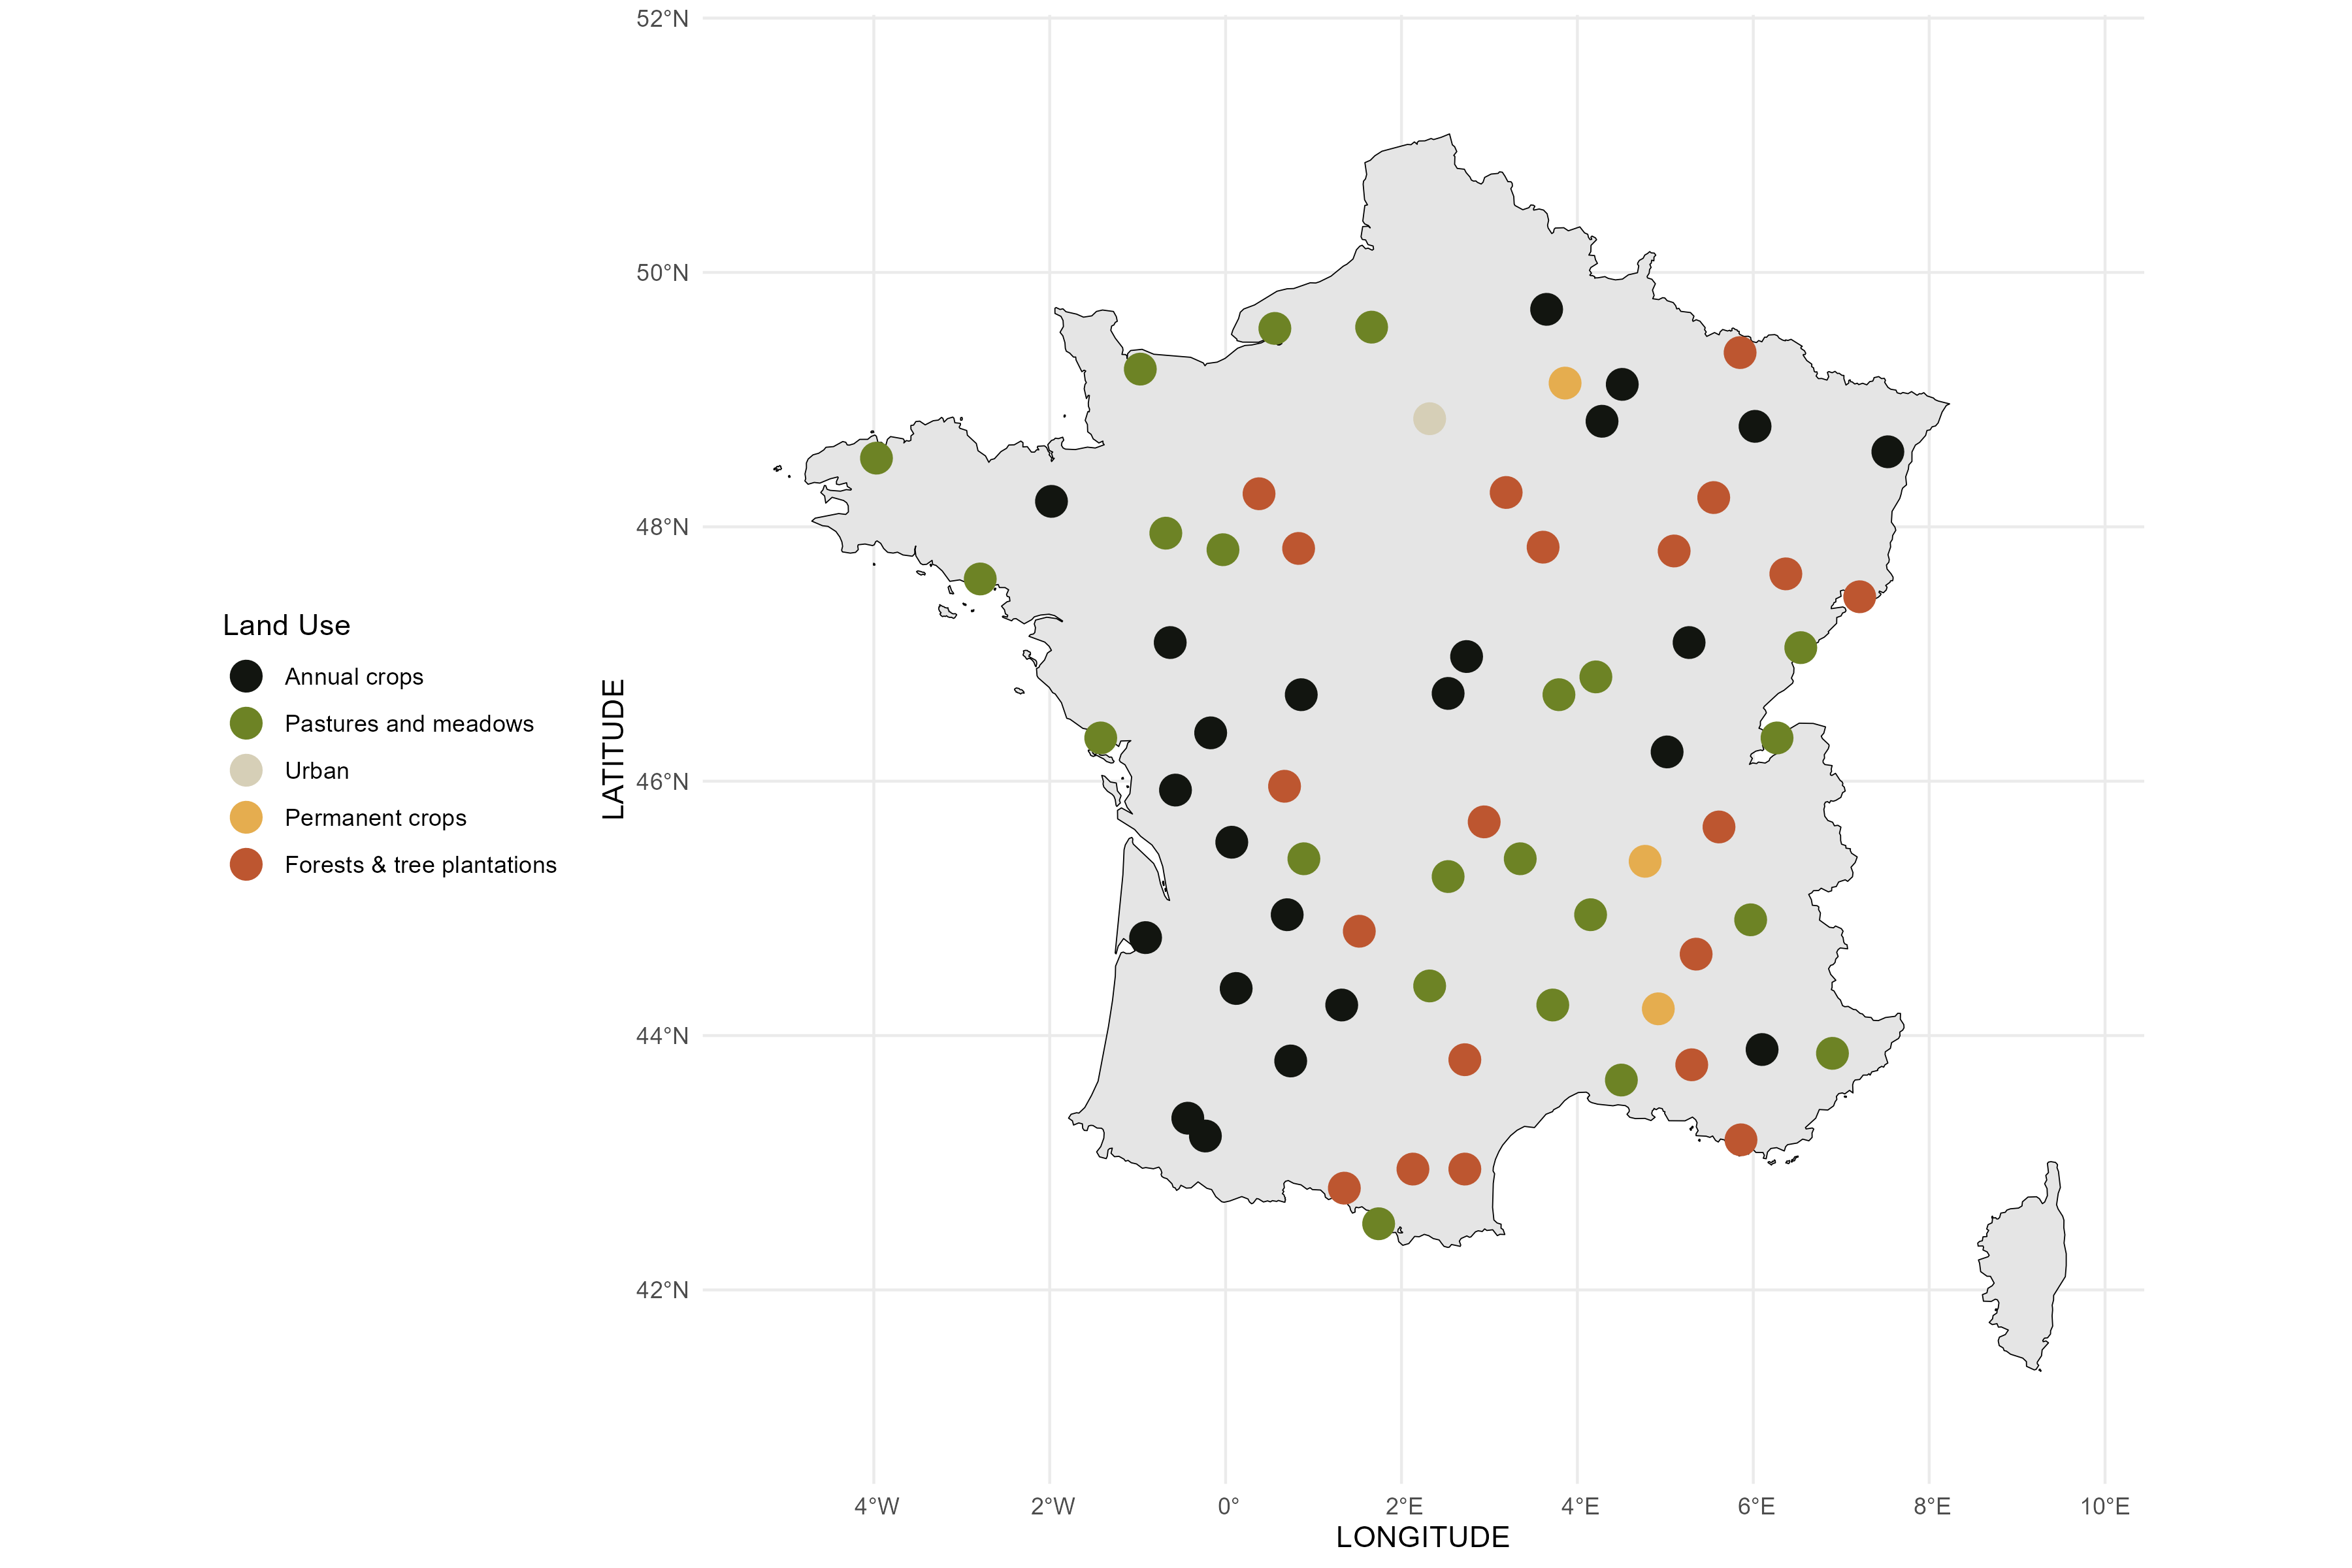 Land Use
Annual crops
Pastures and meadows
Urban
Permanent crops
Forests & tree plantations
LATITUDE
52°N
50°N
48°N
46°N
44°N
42°N
4°W 2°W 0° 2°E 4°E 6°E 8°E 10°E
LONGITUDE